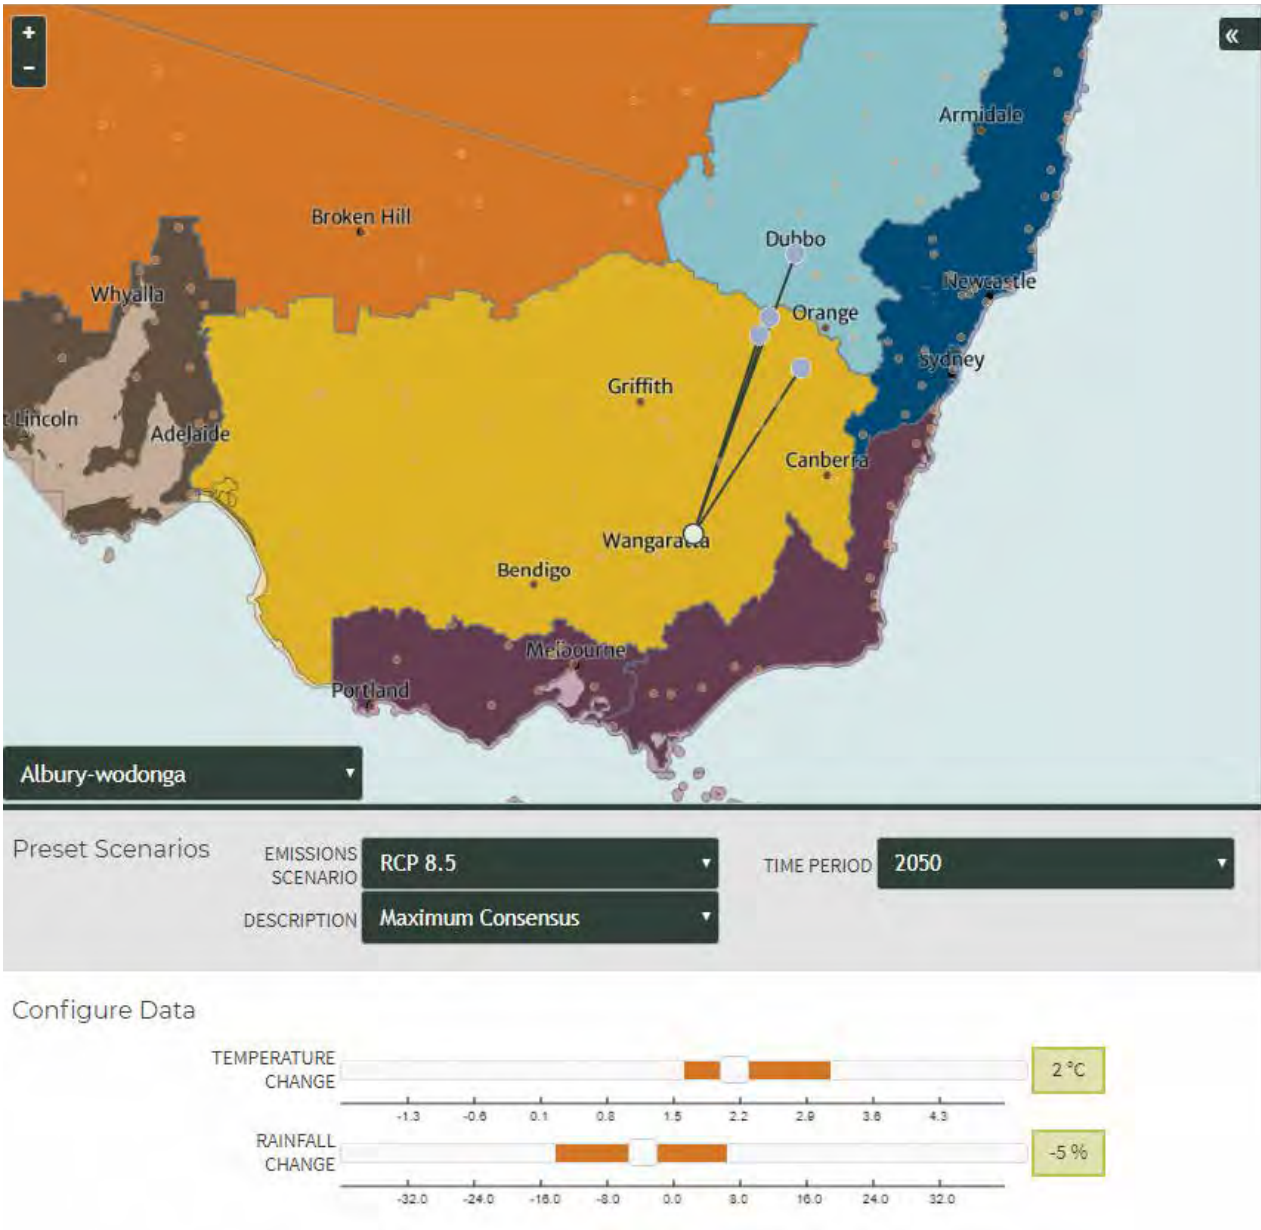 +
−
«
Armidale
Broken Hill
Dubbo
Whyalla
Newcastle
Orange
Sydney
Griffith
t Lincoln
Adelaide
Canberra
Wangaratta
Bendigo
Melbourne
Portland
Albury-wodonga
Preset Scenarios
EMISSIONS
SCENARIO
RCP 8.5
TIME PERIOD
2050
DESCRIPTION
Maximum Consensus
Configure Data
TEMPERATURE
CHANGE
2 °C
-1.3 -0.6 0.1 0.8 1.5 2.2 2.9 3.6 4.3
RAINFALL
CHANGE
-5 %
-32.0 -24.0 -16.0 -8.0 0.0 8.0 16.0 24.0 32.0